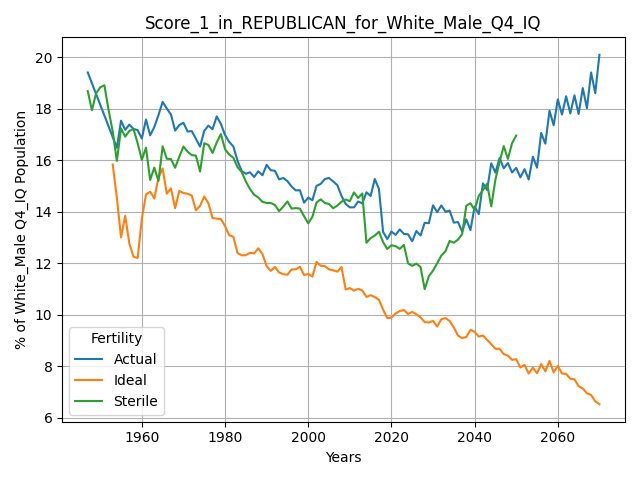 Score_1_in_REPUBLICAN_for_White_Male_Q4_IQ
% of White_Male Q4_IQ Population
20
18
16
14
12
10
8
6
Fertility
Actual
Ideal
Sterile
1960
1980
2000
2020
2040
2060
Years